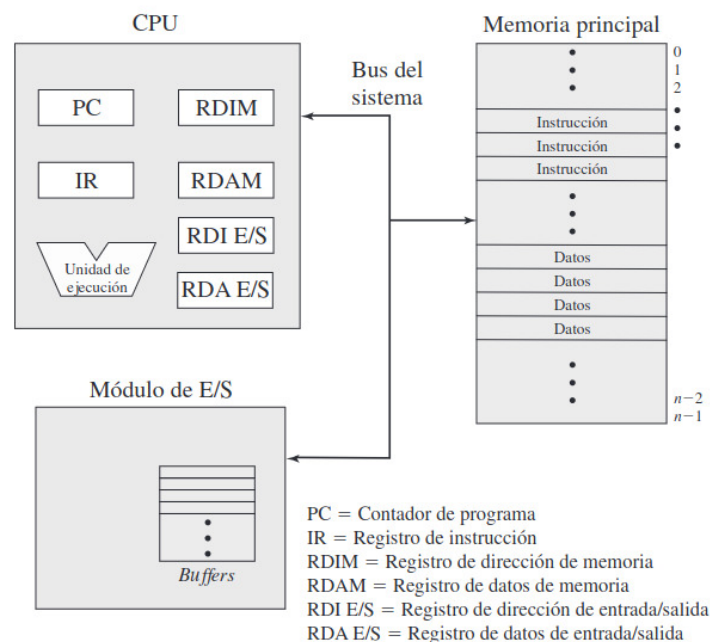 CPU
PC
RDIM
IR
RDAM
RDI E/S
RDA E/S
Unidad de
ejecución
Bus del
sistema
Memoria principal
0
1
2
Instrucción
Instrucción
Instrucción
Datos
Datos
Datos
Datos
n−2
n−1
Módulo de E/S
Buffers
PC = Contador de programa
IR = Registro de instrucción
RDIM = Registro de dirección de memoria
RDAM = Registro de datos de memoria
RDI E/S = Registro de dirección de entrada/salida
RDA E/S = Registro de datos de entrada/salida